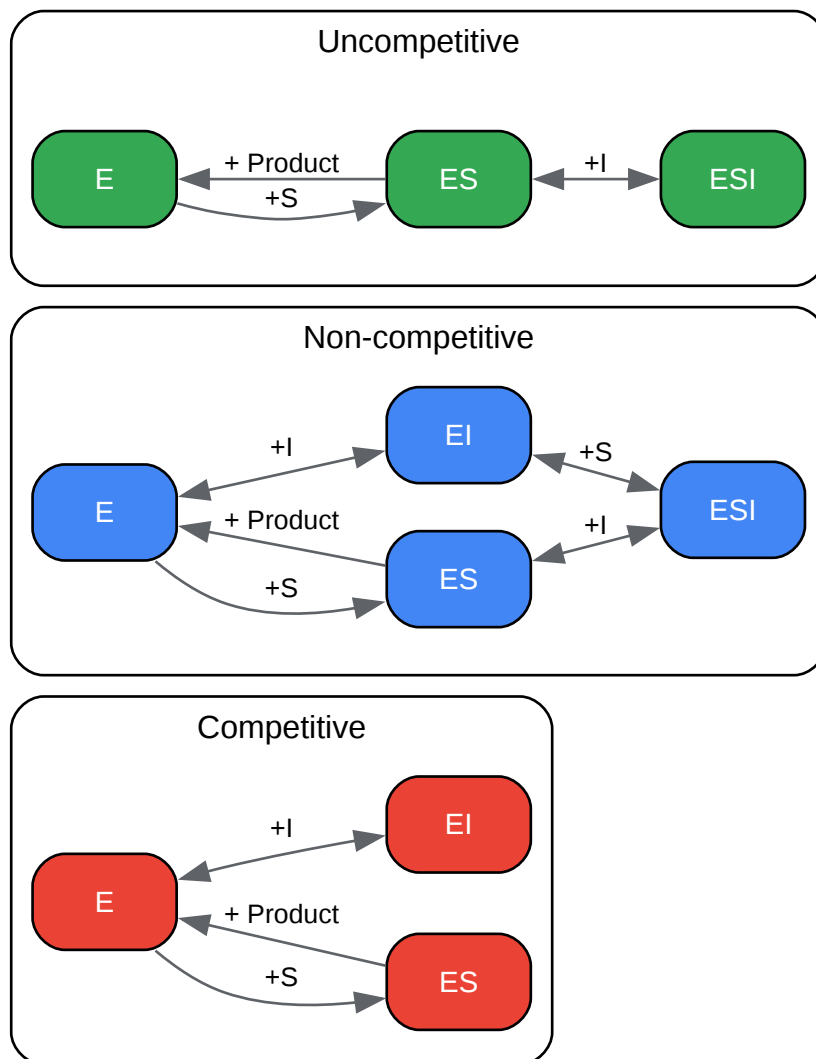 Uncompetitive
E
+ Product
+S
ES
+I
ESI
Non-competitive
E
+I
EI
+S
+ Product
+S
ES
+I
ESI
Competitive
E
+I
EI
+ Product
+S
ES